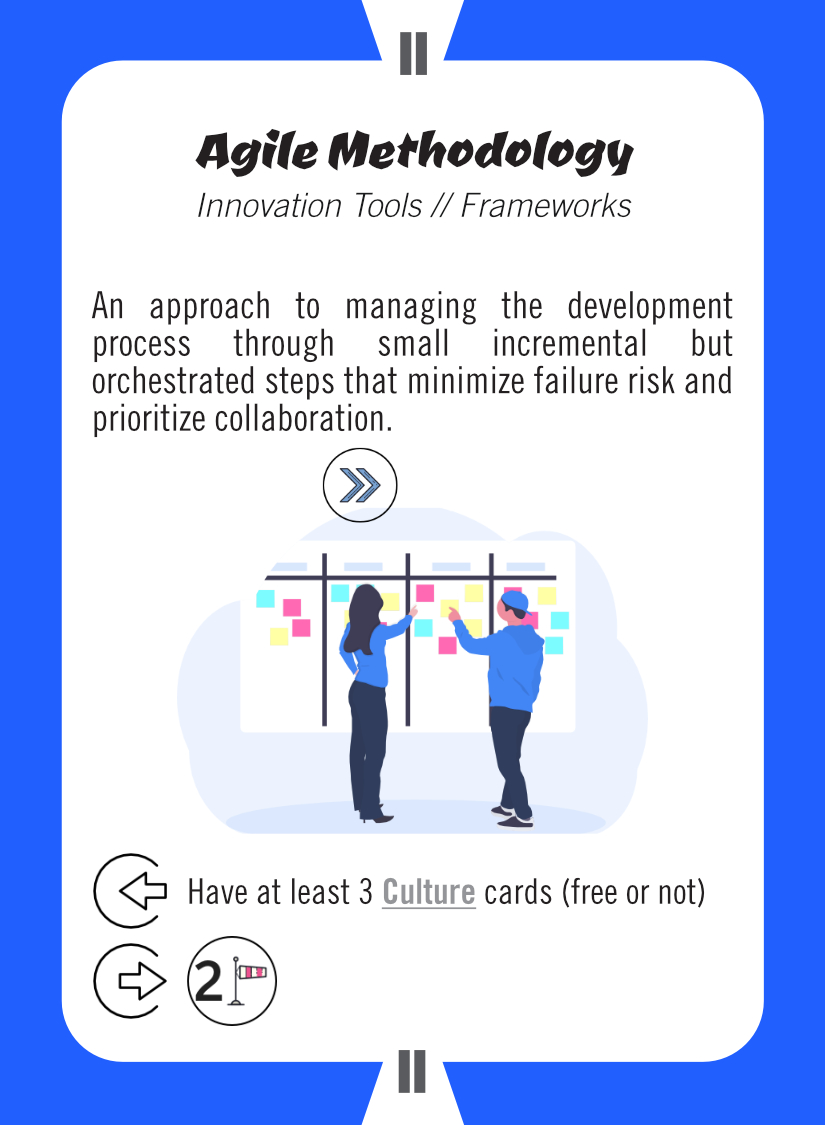 II
Agile Methodology
Innovation Tools // Frameworks
An approach to managing the development
process through small incremental but
orchestrated steps that minimize failure risk and
prioritize collaboration.
Have at least 3 Culture cards (free or not)
2
II